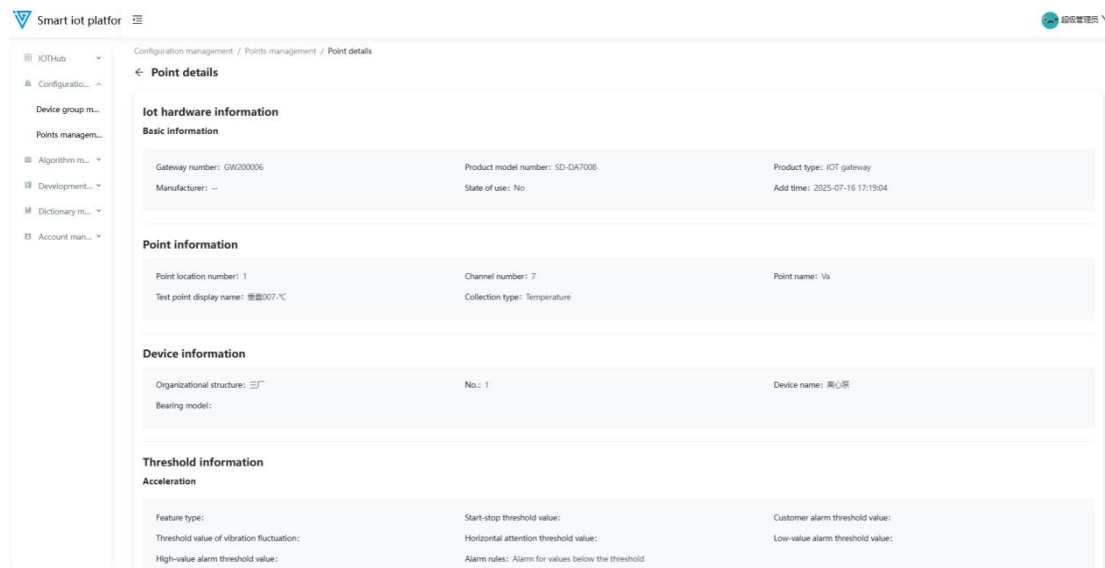 Smart iot platfor
超级管理员
IOTHub
Configuratio...
Device group m...
Points managem...
Algorithm m...
Development...
Dictionary m...
Account man...
Configuration management / Points management / Point details
← Point details
Iot hardware information
Basic information
Gateway number: GW200006 Product model number: SD-DA7008 Product type: IOT gateway
Manufacturer: -- State of use: No Add time: 2025-07-16 17:19:04
Point information
Point location number: 1 Channel number: 7 Point name: Va
Test point display name: 垂直007-℃ Collection type: Temperature
Device information
Organizational structure: 三厂 No.: 1 Device name: 离心泵
Bearing model:
Threshold information
Acceleration
Feature type: Start-stop threshold value: Customer alarm threshold value:
Threshold value of vibration fluctuation: Horizontal attention threshold value: Low-value alarm threshold value:
High-value alarm threshold value: Alarm rules: Alarm for values below the threshold